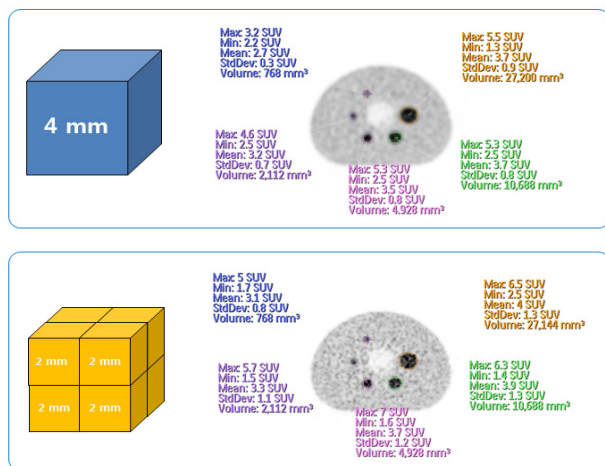 Max: 3.2 SUV
Min: 2.2 SUV
Mean: 2.7 SUV
StdDev: 0.3 SUV
Volume: 768 mm³
Max: 5.5 SUV
Min: 1.3 SUV
Mean: 3.7 SUV
StdDev: 0.9 SUV
Volume: 27,200 mm³
4 mm
Max: 4.6 SUV
Min: 2.5 SUV
Mean: 3.2 SUV
StdDev: 0.7 SUV
Volume: 2,112 mm³
Max: 5.3 SUV
Min: 2.5 SUV
Mean: 3.5 SUV
StdDev: 0.8 SUV
Volume: 4,928 mm³
Max: 5.3 SUV
Min: 2.5 SUV
Mean: 3.7 SUV
StdDev: 0.8 SUV
Volume: 10,688 mm³
Max: 5 SUV
Min: 1.7 SUV
Mean: 3.1 SUV
StdDev: 0.8 SUV
Volume: 768 mm³
Max: 6.5 SUV
Min: 2.5 SUV
Mean: 4 SUV
StdDev: 1.3 SUV
Volume: 27,144 mm³
2 mm 2 mm
2 mm 2 mm
Max: 5.7 SUV
Min: 1.5 SUV
Mean: 3.3 SUV
StdDev: 1.1 SUV
Volume: 2,112 mm³
Max: 7 SUV
Min: 1.6 SUV
Mean: 3.7 SUV
StdDev: 1.2 SUV
Volume: 4,928 mm³
Max: 6.3 SUV
Min: 1.4 SUV
Mean: 3.9 SUV
StdDev: 1.3 SUV
Volume: 10,688 mm³